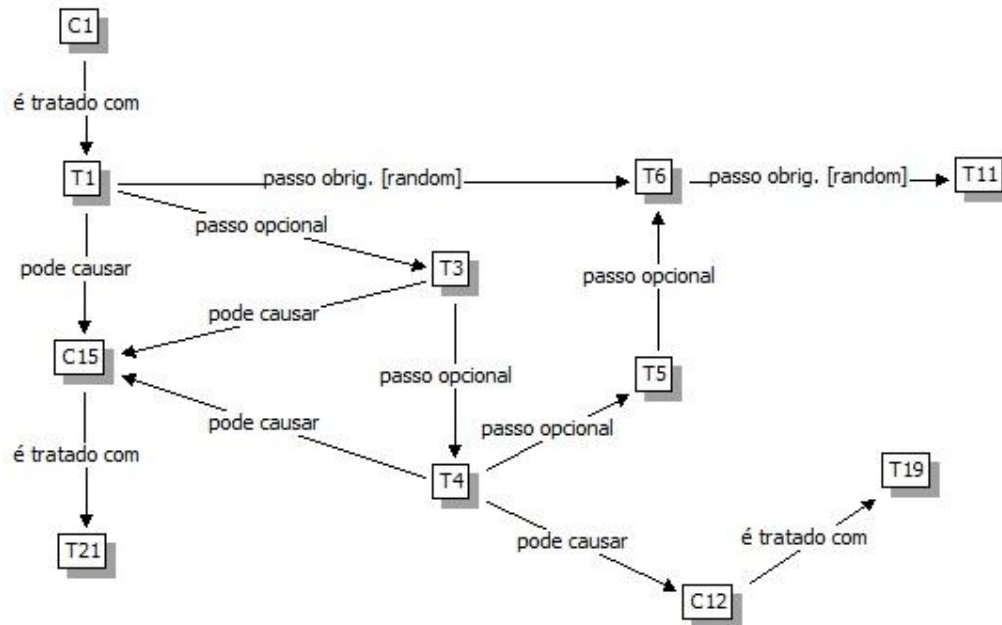 C1
é tratado com
T1
passo obrig. [random]
T6
passo obrig. [random]
T11
passo opcional
pode causar
T3
passo opcional
pode causar
C15
passo opcional
T5
pode causar
passo opcional
é tratado com
T4
T19
T21
pode causar
é tratado com
C12